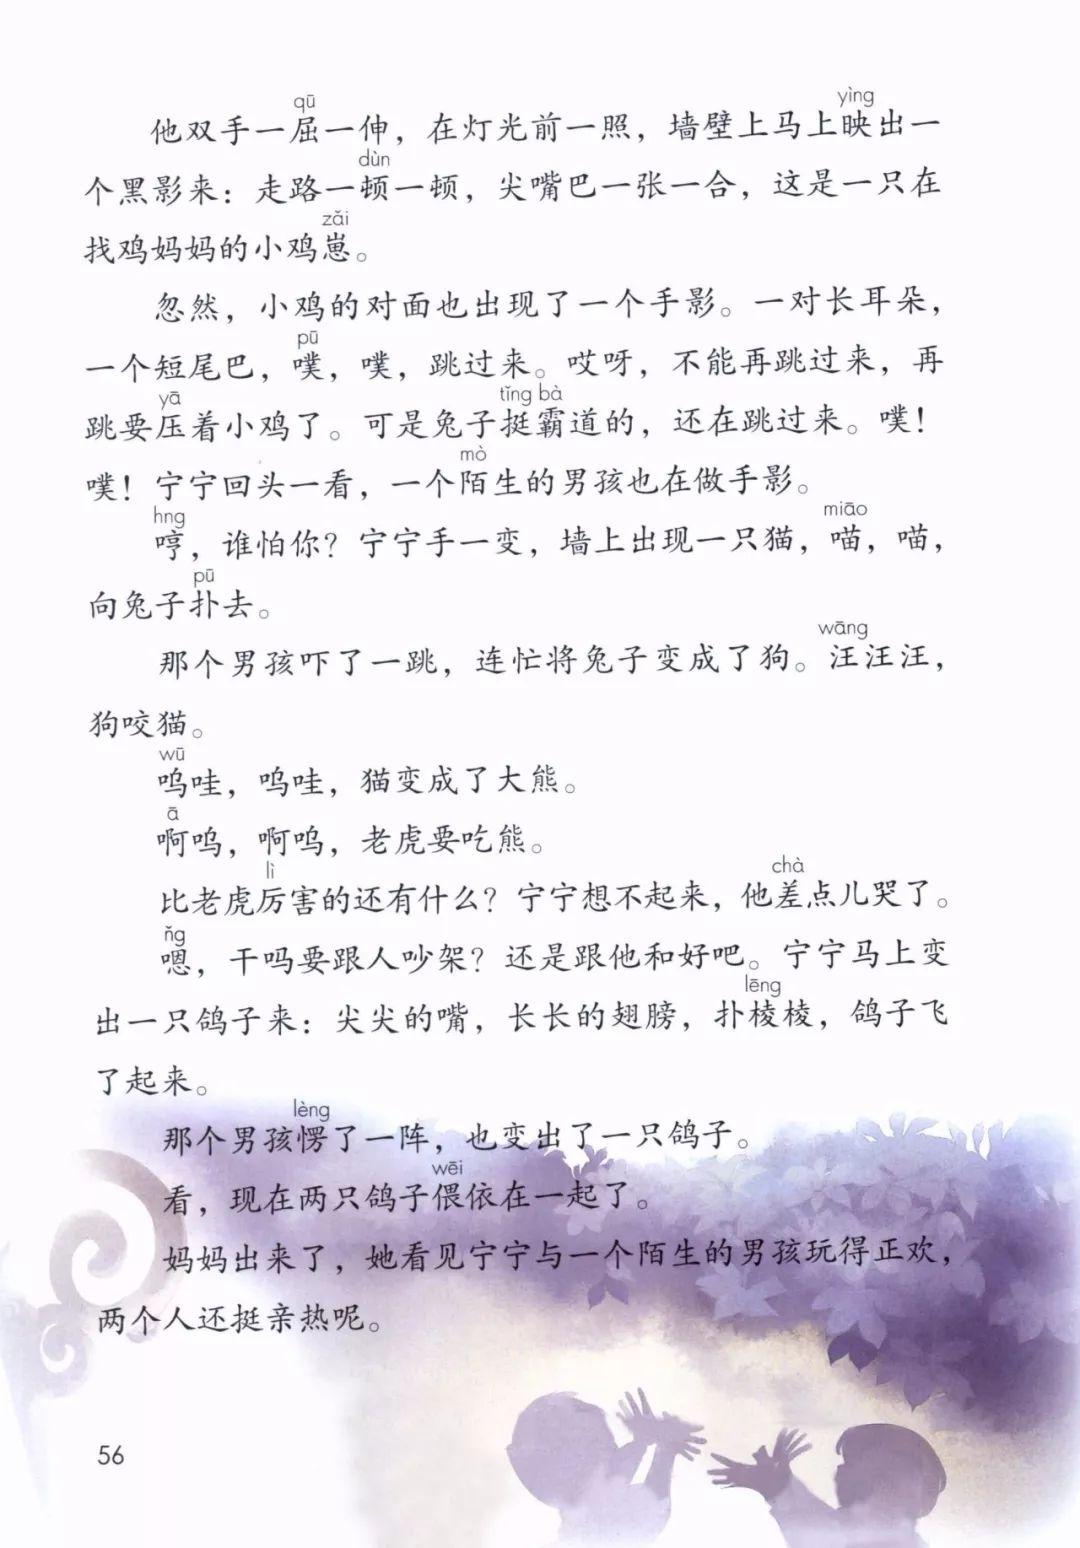 qū yìng
他双手一屈一伸，在灯光前一照，墙壁上马上映出一
dùn
个黑影来：走路一顿一顿，尖嘴巴一张一合，这是一只在
zǎi
找鸡妈妈的小鸡崽。
忽然，小鸡的对面也出现了一个手影。一对长耳朵，
pū
一个短尾巴，噗，噗，跳过来。哎呀，不能再跳过来，再
yā tǐng bà
跳要压着小鸡了。可是兔子挺霸道的，还在跳过来。噗！
mò
噗！宁宁回头一看，一个陌生的男孩也在做手影。
hng miāo
哼，谁怕你？宁宁手一变，墙上出现一只猫，喵，喵，
pū
向兔子扑去。
wāng
那个男孩吓了一跳，连忙将兔子变成了狗。汪汪汪，
狗咬猫。
wū
呜哇，呜哇，猫变成了大熊。
ā
啊呜，啊呜，老虎要吃熊。
lì chà
比老虎厉害的还有什么？宁宁想不起来，他差点儿哭了。
ňg
嗯，干吗要跟人吵架？还是跟他和好吧。宁宁马上变
lēng
出一只鸽子来：尖尖的嘴，长长的翅膀，扑棱棱，鸽子飞
了起来。
lèng
那个男孩愣了一阵，也变出了一只鸽子。
wēi
看，现在两只鸽子偎依在一起了。
妈妈出来了，她看见宁宁与一个陌生的男孩玩得正欢，
两个人还挺亲热呢。
56